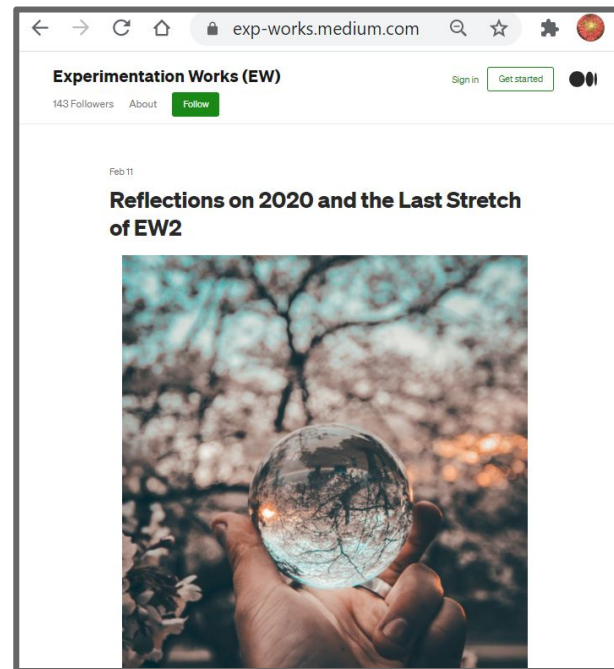 exp-works.medium.com
Experimentation Works (EW)
Sign in
Get started
143 Followers
About
Follow
Feb 11
Reflections on 2020 and the Last Stretch
of EW2